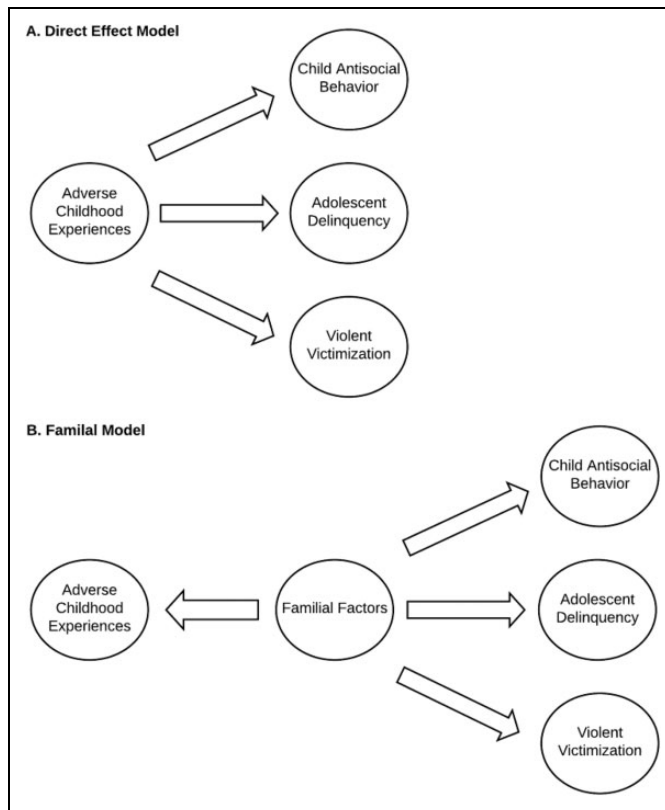 A. Direct Effect Model
Child Antisocial
Behavior
Adverse
Childhood
Experiences
Adolescent
Delinquency
Violent
Victimization
B. Familal Model
Child Antisocial
Behavior
Adverse
Childhood
Experiences
Familial Factors
Adolescent
Delinquency
Violent
Victimization